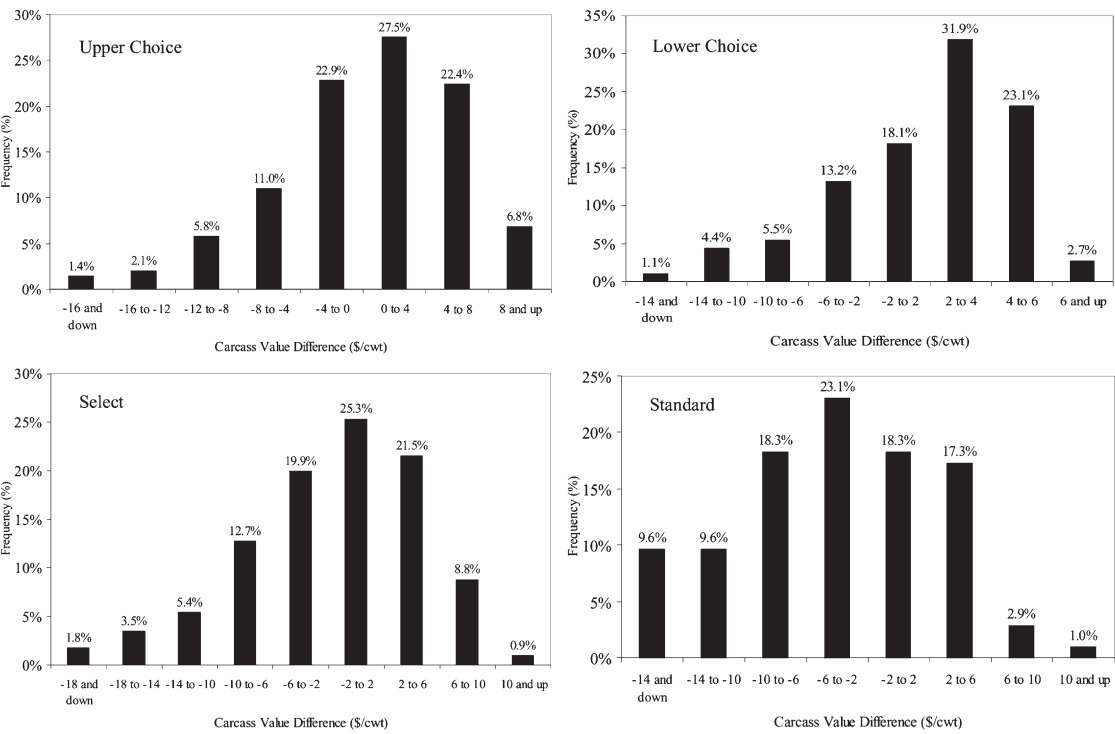 Upper Choice
30%
25%
20%
15%
10%
5%
0%
Frequency (%)
1.4%
2.1%
5.8%
11.0%
22.9%
27.5%
22.4%
6.8%
-16 and down
-16 to -12
-12 to -8
-8 to -4
-4 to 0
0 to 4
4 to 8
8 and up
Carcass Value Difference ($/cwt)
Lower Choice
35%
30%
25%
20%
15%
10%
5%
0%
Frequency (%)
1.1%
4.4%
5.5%
13.2%
18.1%
31.9%
23.1%
2.7%
-14 and down
-14 to -10
-10 to -6
-6 to -2
-2 to 2
2 to 4
4 to 6
6 and up
Carcass Value Difference ($/cwt)
Select
30%
25%
20%
15%
10%
5%
0%
Frequency (%)
1.8%
3.5%
5.4%
12.7%
19.9%
25.3%
21.5%
8.8%
0.9%
-18 and down
-18 to -14
-14 to -10
-10 to -6
-6 to -2
-2 to 2
2 to 6
6 to 10
10 and up
Carcass Value Difference ($/cwt)
Standard
25%
20%
15%
10%
5%
0%
Frequency (%)
9.6%
9.6%
18.3%
23.1%
18.3%
17.3%
2.9%
1.0%
-14 and down
-14 to -10
-10 to -6
-6 to -2
-2 to 2
2 to 6
6 to 10
10 and up
Carcass Value Difference ($/cwt)